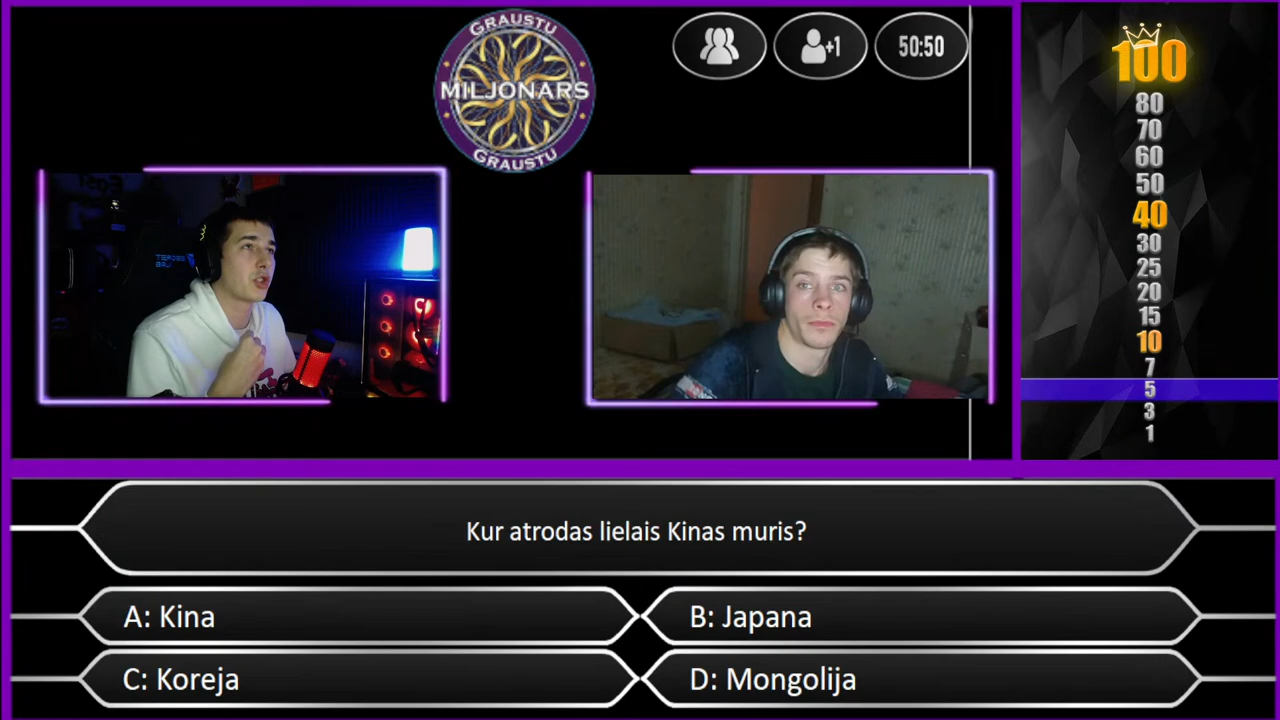 GRAUSTU
MILJONARS
GRAUSTU
+1
50:50
100
80
70
60
50
40
30
25
20
15
10
7
5
3
1
Kur atrodas lielais Kinas muris?
A: Kina
B: Japana
C: Koreja
D: Mongolija